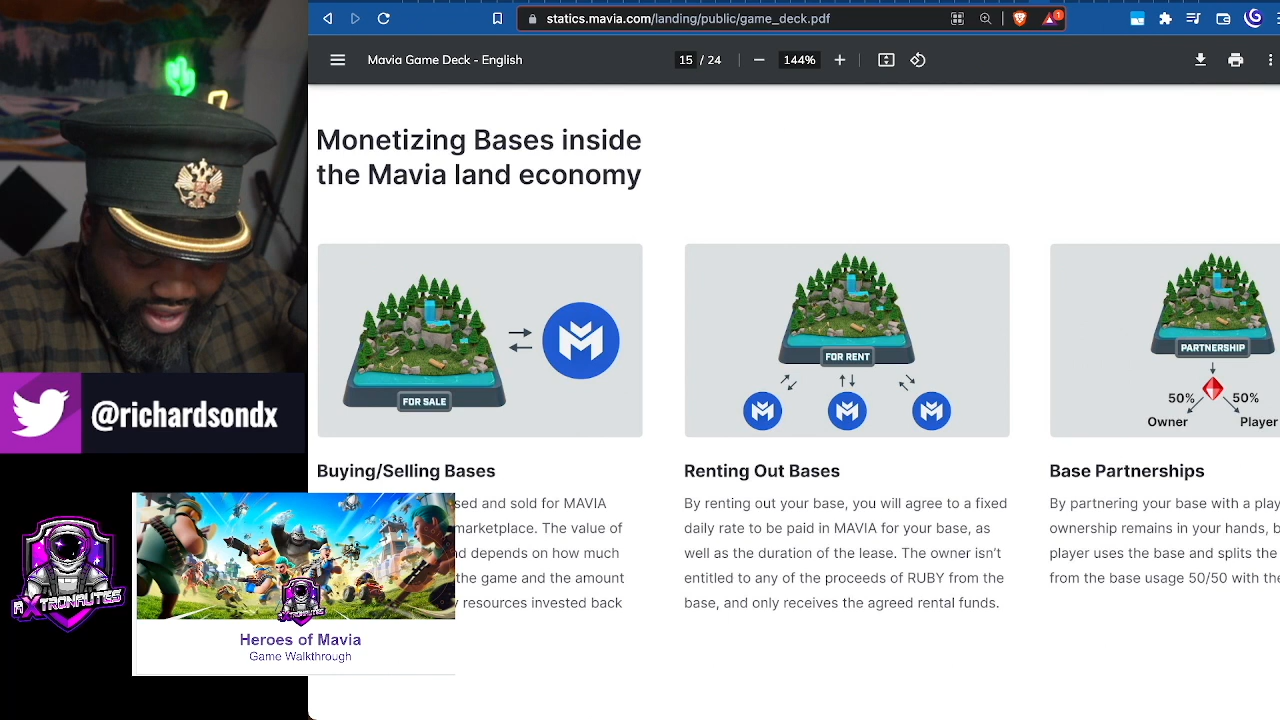 statics.mavia.com/landing/public/game_deck.pdf
1
Mavia Game Deck - English
15 / 24
144%
Monetizing Bases inside
the Mavia land economy
FOR SALE
FOR RENT
PARTNERSHIP
50% 50%
Owner Player
Buying/Selling Bases
sed and sold for MAVIA
marketplace. The value of
d depends on how much
the game and the amount
resources invested back
Renting Out Bases
By renting out your base, you will agree to a fixed
daily rate to be paid in MAVIA for your base, as
well as the duration of the lease. The owner isn't
entitled to any of the proceeds of RUBY from the
base, and only receives the agreed rental funds.
Base Partnerships
By partnering your base with a play
ownership remains in your hands, b
player uses the base and splits the
from the base usage 50/50 with the
@richardsondx
AXTRONAUTES
Heroes of Mavia
Game Walkthrough